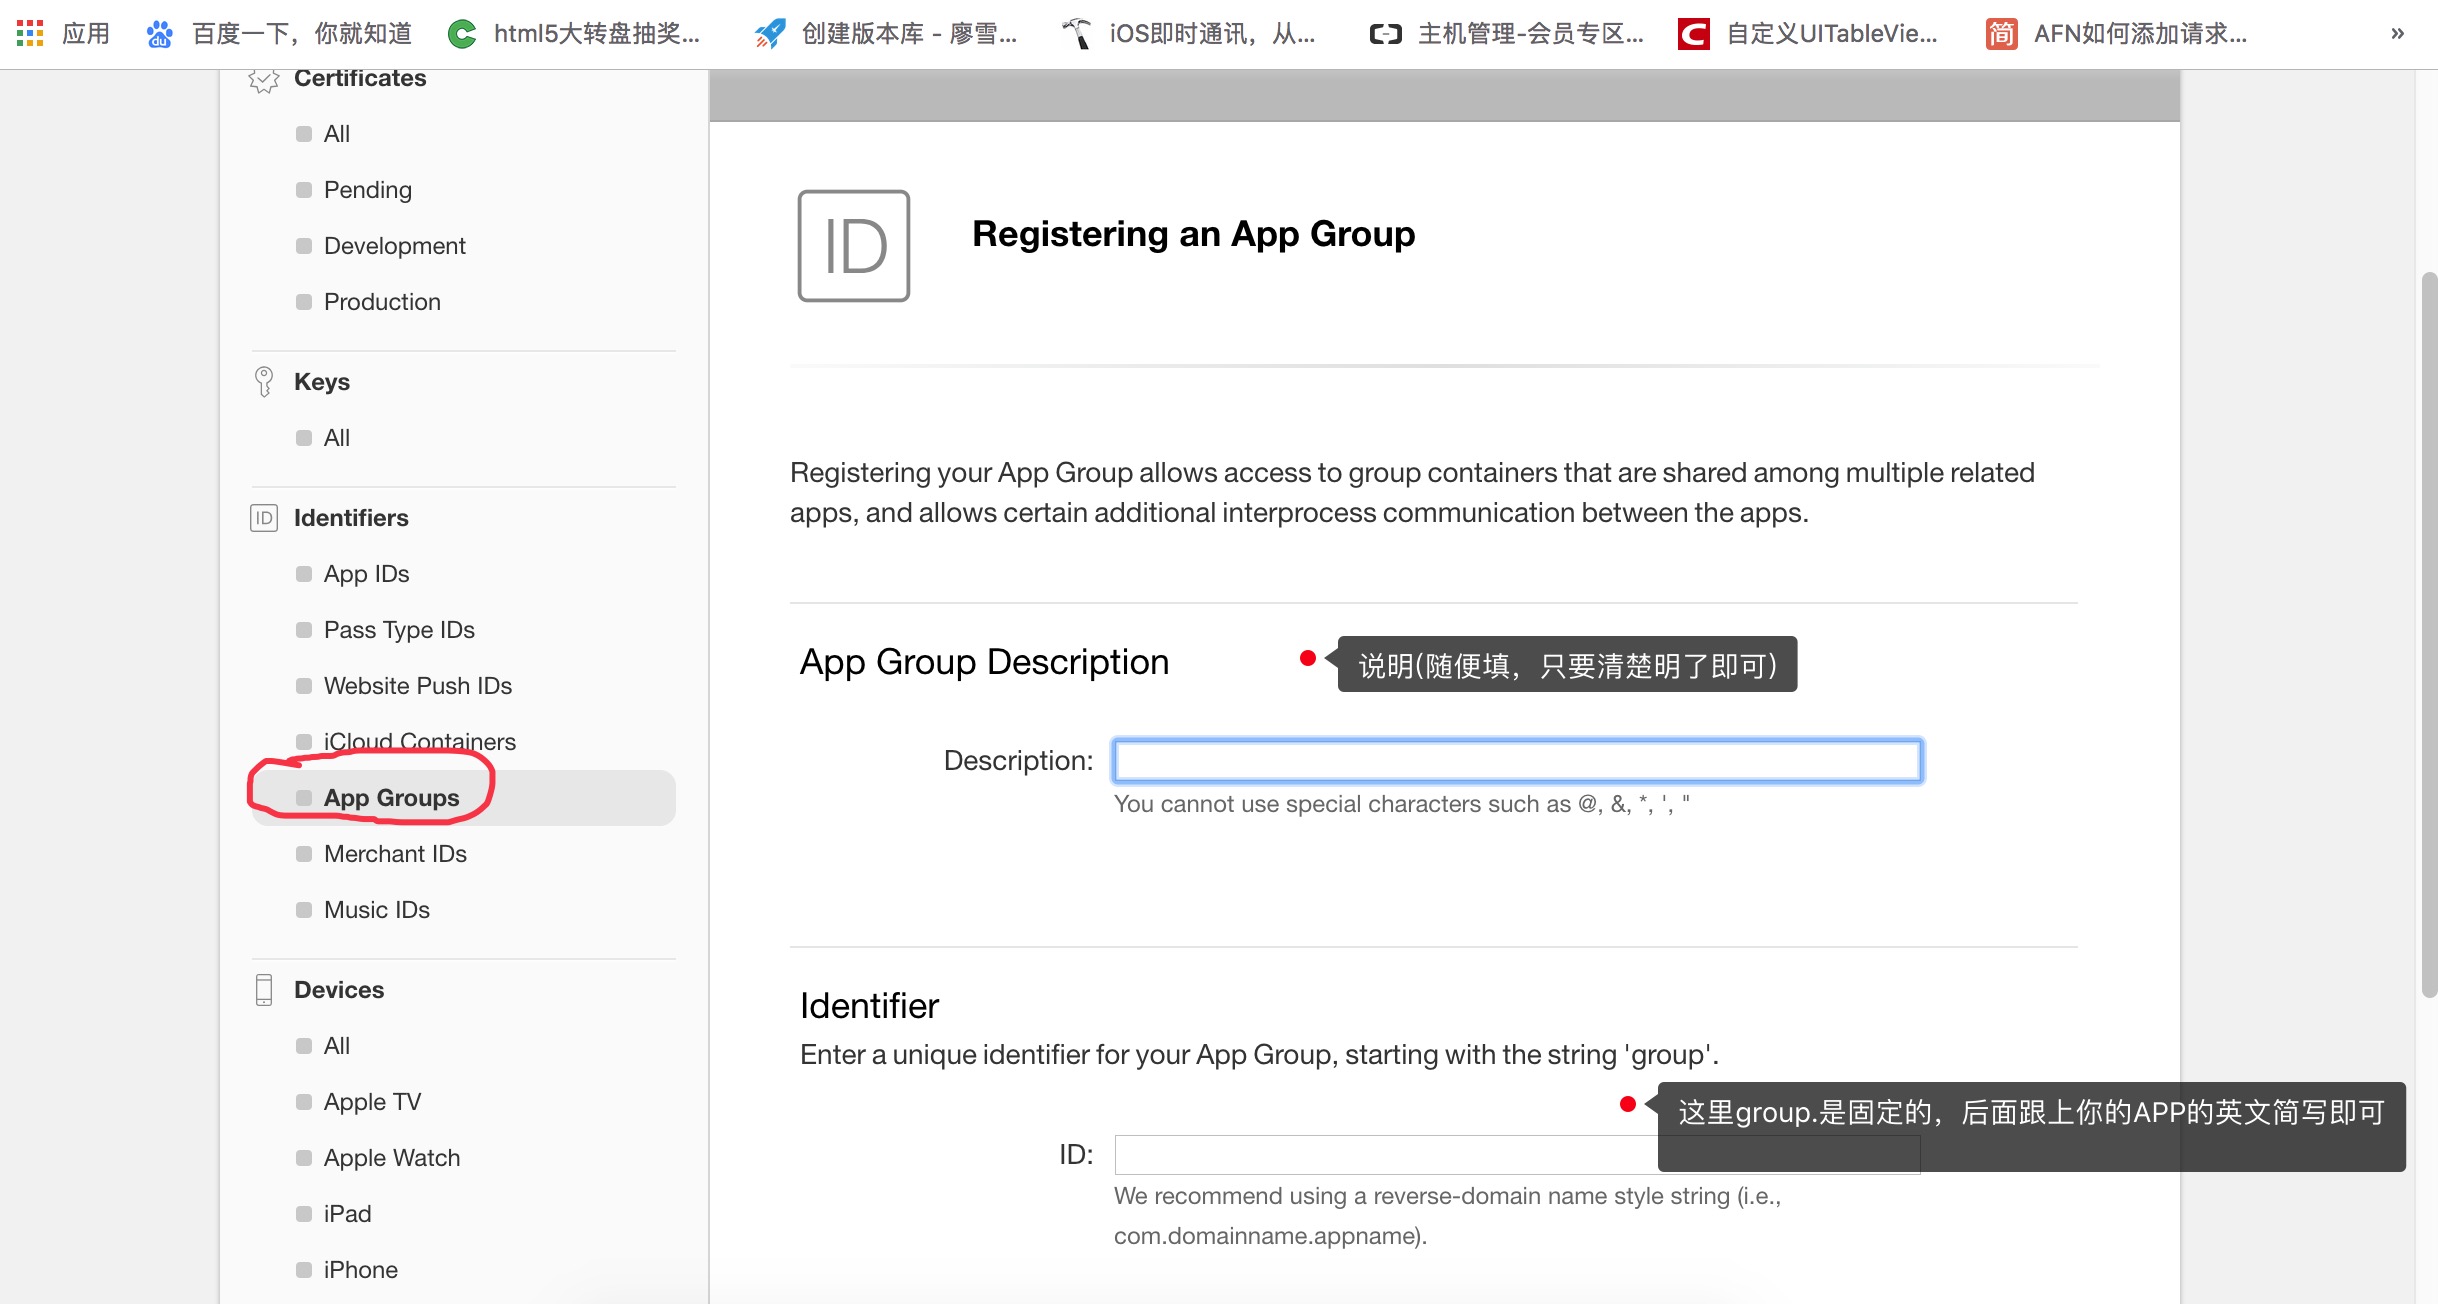 应用
百度一下，你就知道
html5大转盘抽奖...
创建版本库 - 廖雪...
iOS即时通讯，从...
主机管理-会员专区...
自定义UITableVie...
简
AFN如何添加请求...
»
Certificates
All
Pending
Development
Production
Keys
All
ID
Identifiers
App IDs
Pass Type IDs
Website Push IDs
iCloud Containers
App Groups
Merchant IDs
Music IDs
Devices
All
Apple TV
Apple Watch
iPad
iPhone
ID
Registering an App Group
Registering your App Group allows access to group containers that are shared among multiple related
apps, and allows certain additional interprocess communication between the apps.
App Group Description
说明(随便填，只要清楚明了即可)
Description:
You cannot use special characters such as @, &, *, ', "
Identifier
Enter a unique identifier for your App Group, starting with the string 'group'.
这里group.是固定的，后面跟上你的APP的英文简写即可
ID:
We recommend using a reverse-domain name style string (i.e.,
com.domainname.appname).